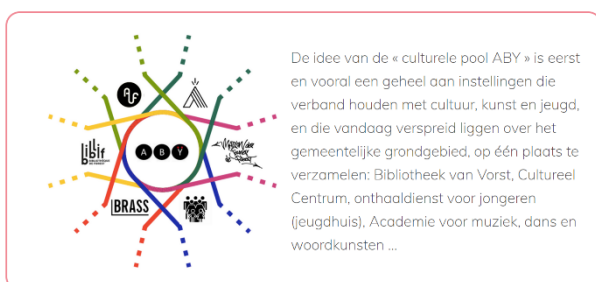 De idee van de « culturele pool ABY » is eerst
en vooral een geheel aan instellingen die
verband houden met cultuur, kunst en jeugd,
en die vandaag verspreid liggen over het
gemeentelijke grondgebied, op één plaats te
verzamelen: Bibliotheek van Vorst, Cultureel
Centrum, onthaaldienst voor jongeren
(jeugdhuis), Academie voor muziek, dans en
woordkunsten ...
ABY
BRASS